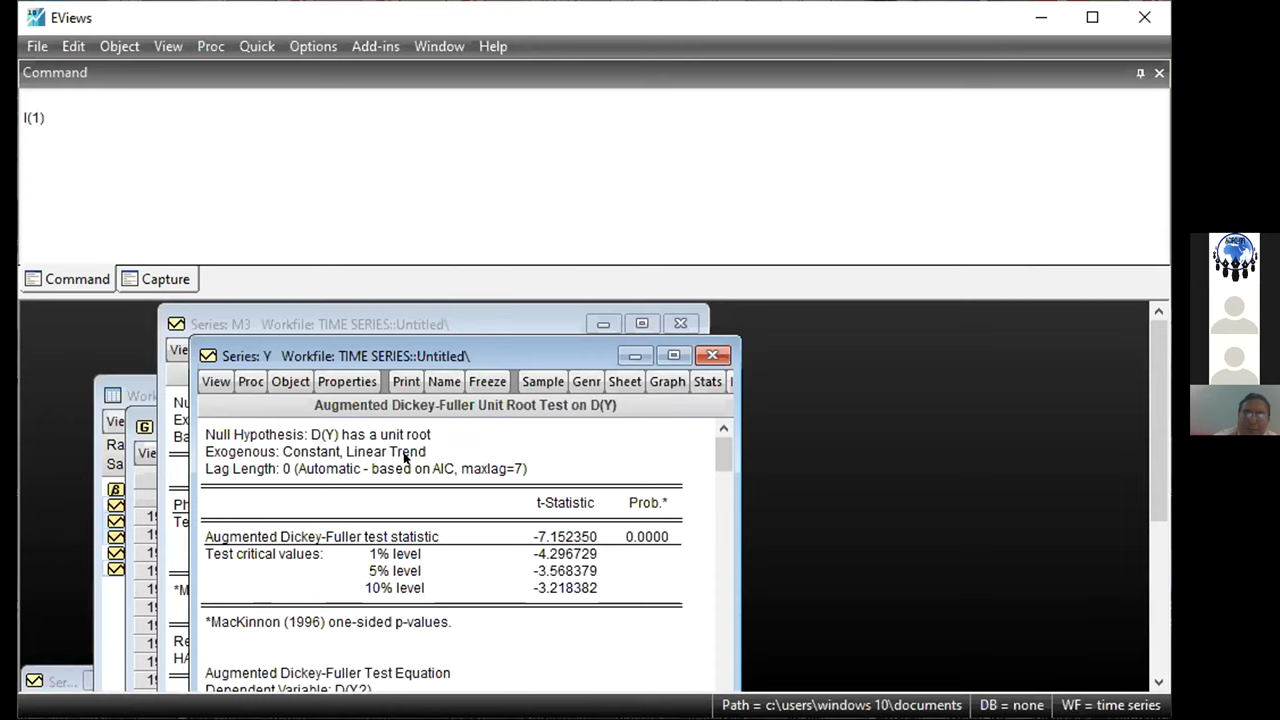 EViews
File Edit Object View Proc Quick Options Add-ins Window Help
Command
I(1)
Command Capture
Series: M3 Workfile: TIME SERIES::Untitled\
Series: Y Workfile: TIME SERIES::Untitled\
View Proc Object Properties Print Name Freeze Sample Genr Sheet Graph Stats
Augmented Dickey-Fuller Unit Root Test on D(Y)
Null Hypothesis: D(Y) has a unit root
Exogenous: Constant, Linear Trend
Lag Length: 0 (Automatic - based on AIC, maxlag=7)
t-Statistic Prob.*
Augmented Dickey-Fuller test statistic -7.152350 0.0000
Test critical values: 1% level -4.296729
5% level -3.568379
10% level -3.218382
*MacKinnon (1996) one-sided p-values.
Augmented Dickey-Fuller Test Equation
Dependent Variable: D(Y,2)
Ser...
Path = c:\users\windows 10\documents DB = none WF = time series